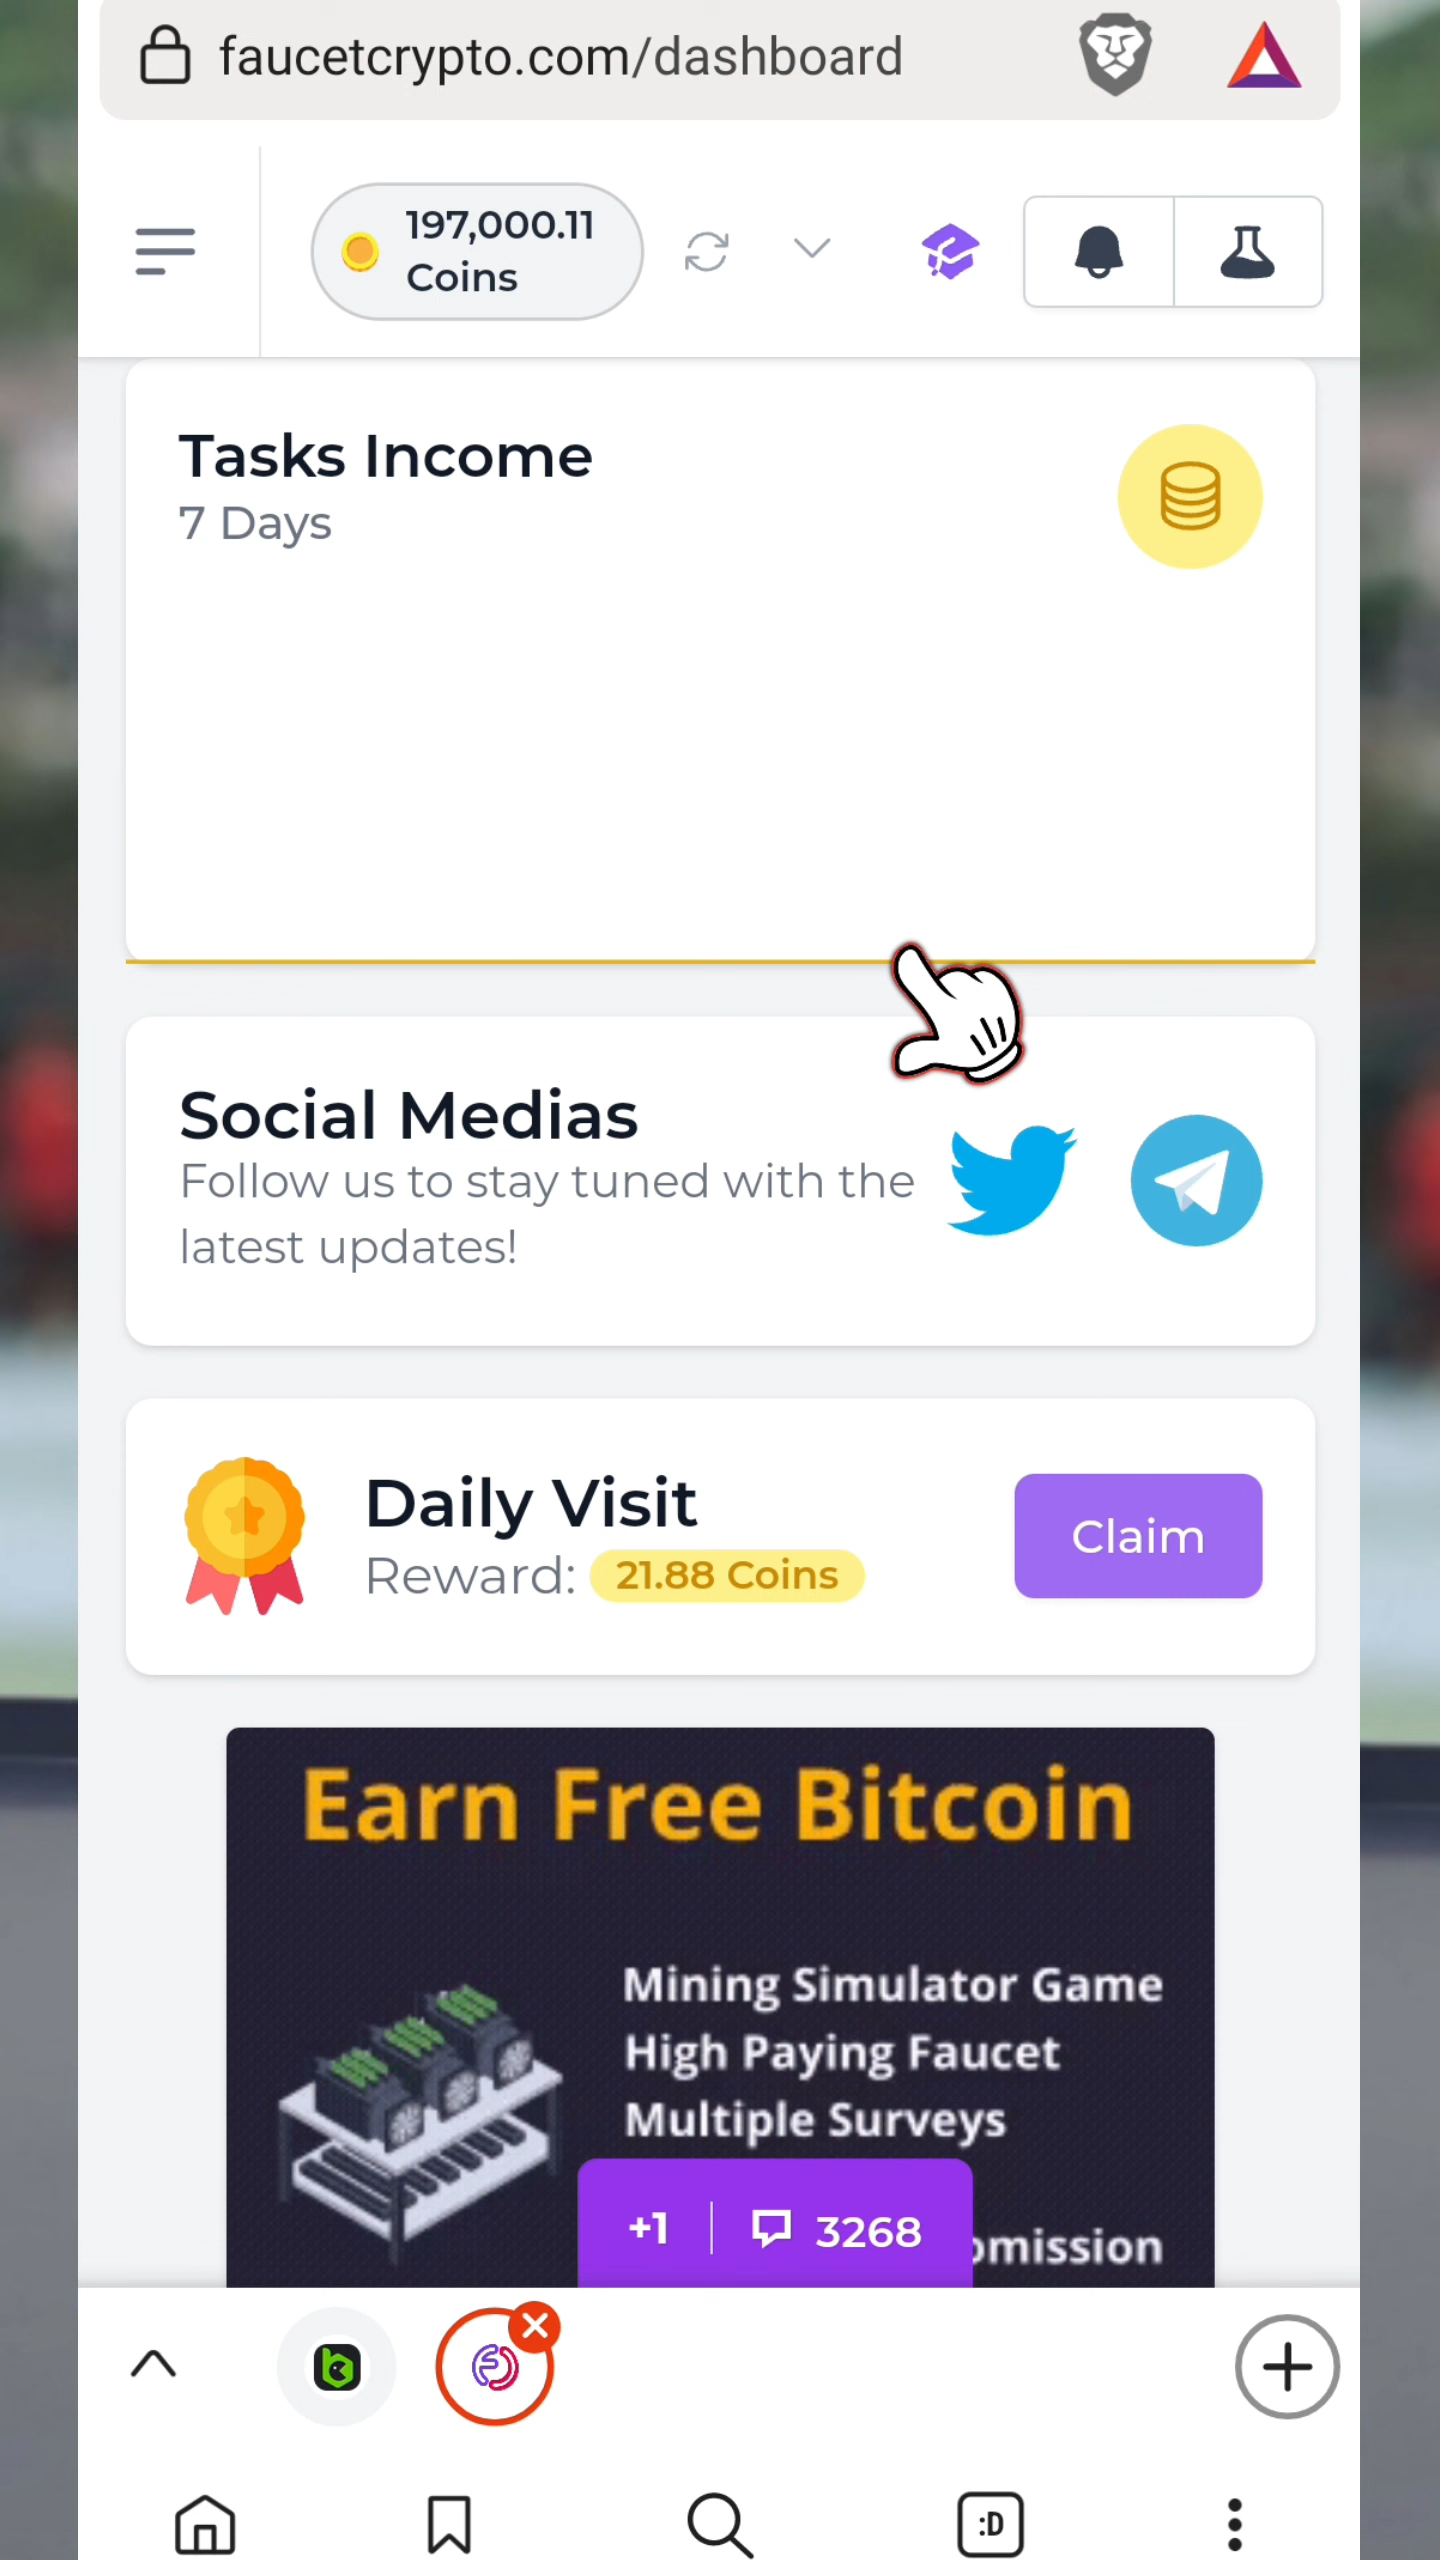 faucetcrypto.com/dashboard
197,000.11
Coins
Tasks Income
7 Days
Social Medias
Follow us to stay tuned with the
latest updates!
Daily Visit
Reward: 21.88 Coins
Claim
Earn Free Bitcoin
Mining Simulator Game
High Paying Faucet
Multiple Surveys
omission
+1 3268
:D